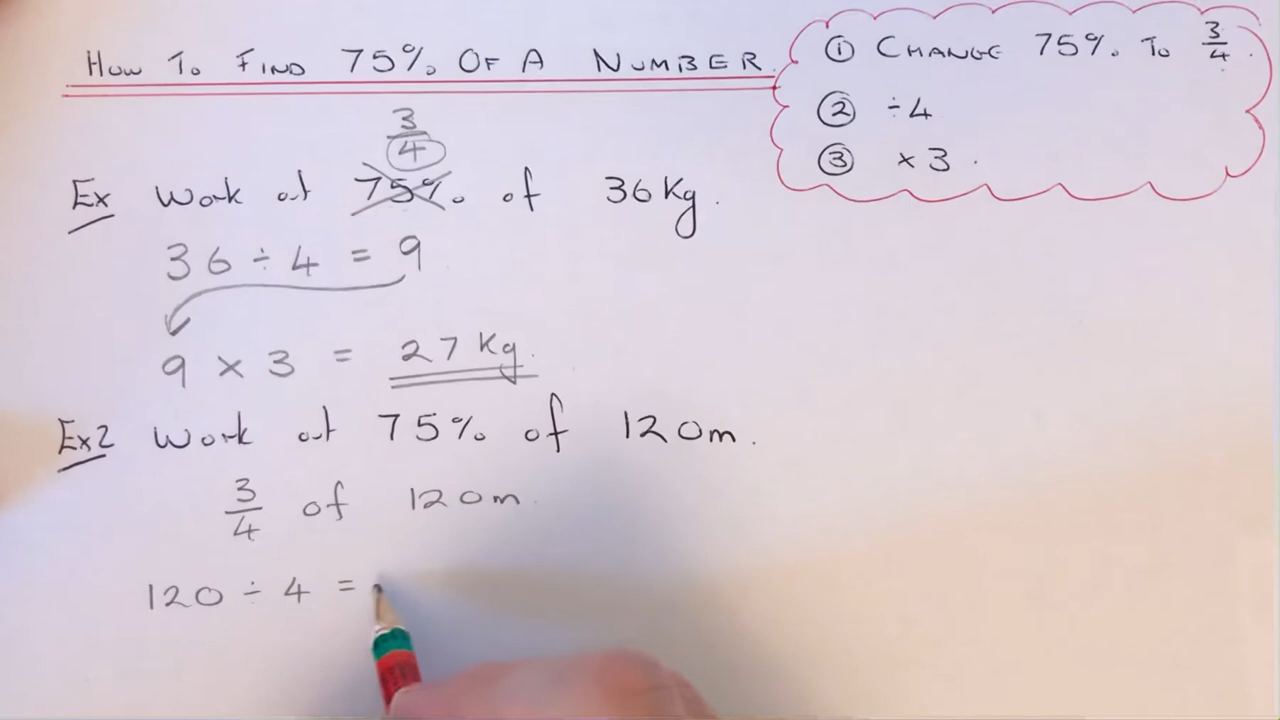 How To Find 75% Of A Number.
① Change 75% To 3/4.
② ÷4
③ ×3.
3/4
Ex Work out 75% of 36Kg.
36 ÷ 4 = 9
9 × 3 = 27 Kg.
Ex2 Work out 75% of 120m.
3/4 of 120m.
120 ÷ 4 =